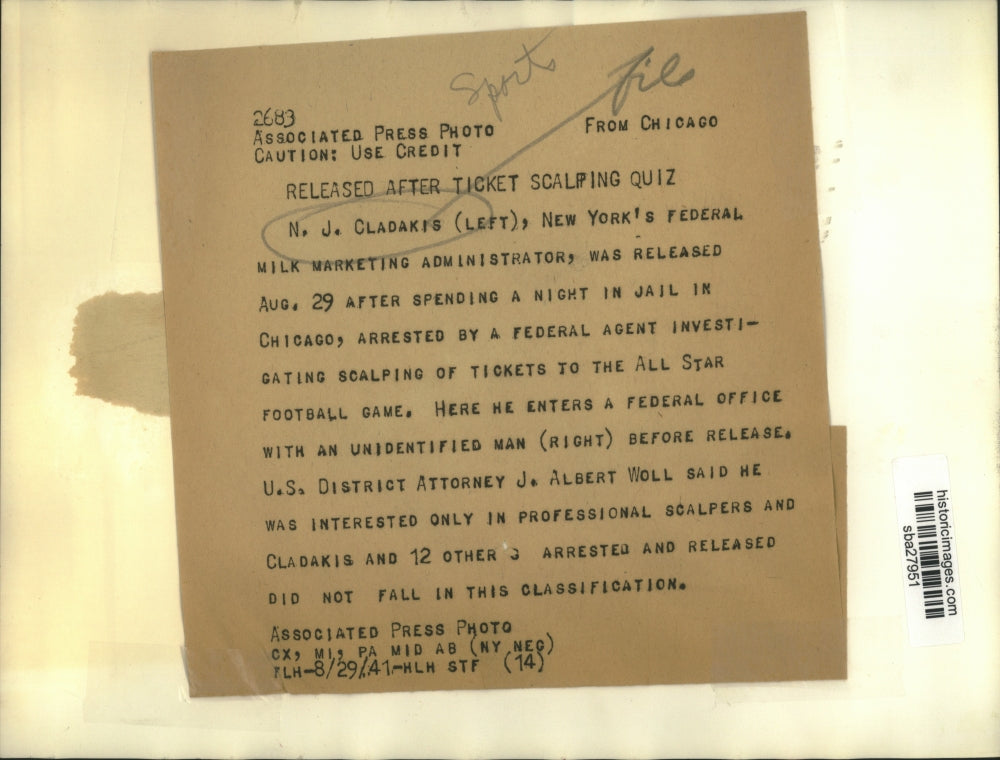 Sports
file
2683
ASSOCIATED PRESS PHOTO FROM CHICAGO
CAUTION: USE CREDIT
RELEASED AFTER TICKET SCALPING QUIZ
N. J. CLADAKIS (LEFT), NEW YORK'S FEDERAL
MILK MARKETING ADMINISTRATOR, WAS RELEASED
AUG. 29 AFTER SPENDING A NIGHT IN JAIL IN
CHICAGO, ARRESTED BY A FEDERAL AGENT INVESTI-
GATING SCALPING OF TICKETS TO THE ALL STAR
FOOTBALL GAME. HERE HE ENTERS A FEDERAL OFFICE
WITH AN UNIDENTIFIED MAN (RIGHT) BEFORE RELEASE.
U.S. DISTRICT ATTORNEY J. ALBERT WOLL SAID HE
WAS INTERESTED ONLY IN PROFESSIONAL SCALPERS AND
CLADAKIS AND 12 OTHER S ARRESTED AND RELEASED
DID NOT FALL IN THIS CLASSIFICATION.
ASSOCIATED PRESS PHOTO
CX, MI, PA MID AB (NY NEG)
FLH-8/29/41-HLH STF (14)
historicimages.com
sba27951